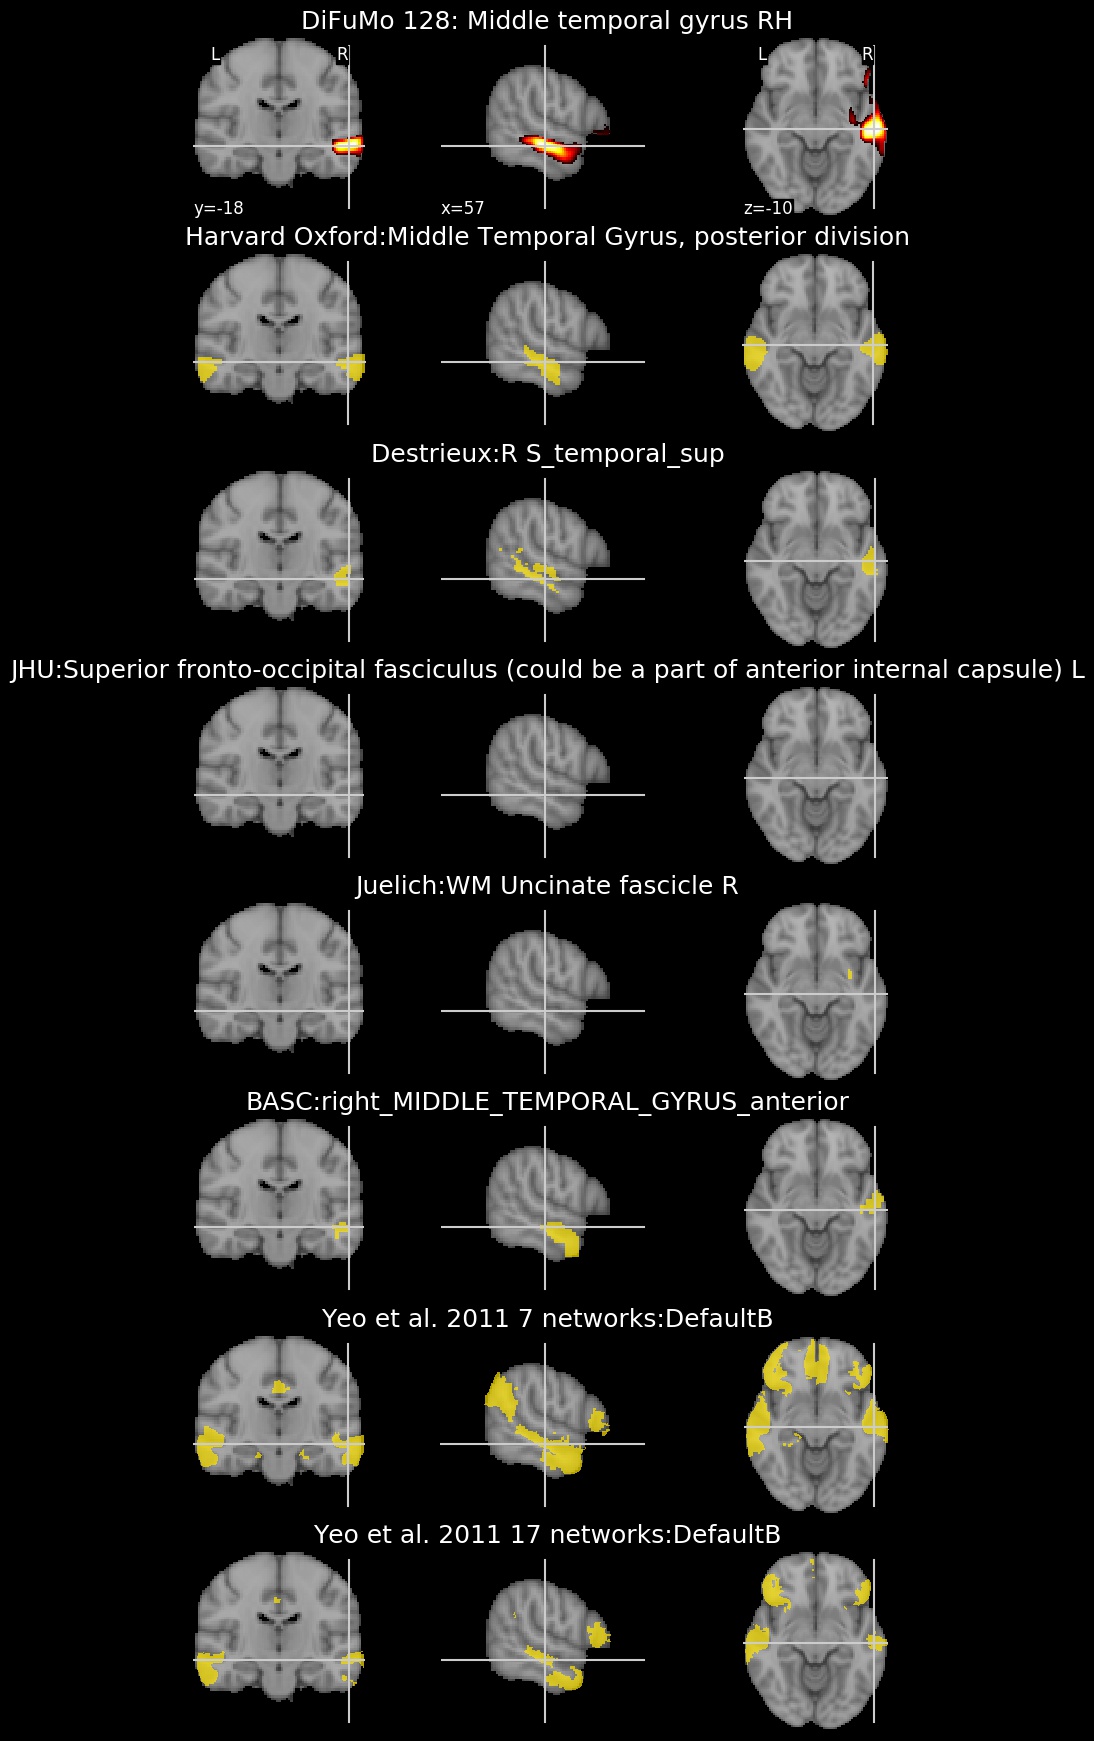 DiFuMo 128: Middle temporal gyrus RH
L R L R
y=-18 x=57 z=-10
Harvard Oxford:Middle Temporal Gyrus, posterior division
Destrieux:R S_temporal_sup
JHU:Superior fronto-occipital fasciculus (could be a part of anterior internal capsule) L
Juelich:WM Uncinate fascicle R
BASC:right_MIDDLE_TEMPORAL_GYRUS_anterior
Yeo et al. 2011 7 networks:DefaultB
Yeo et al. 2011 17 networks:DefaultB